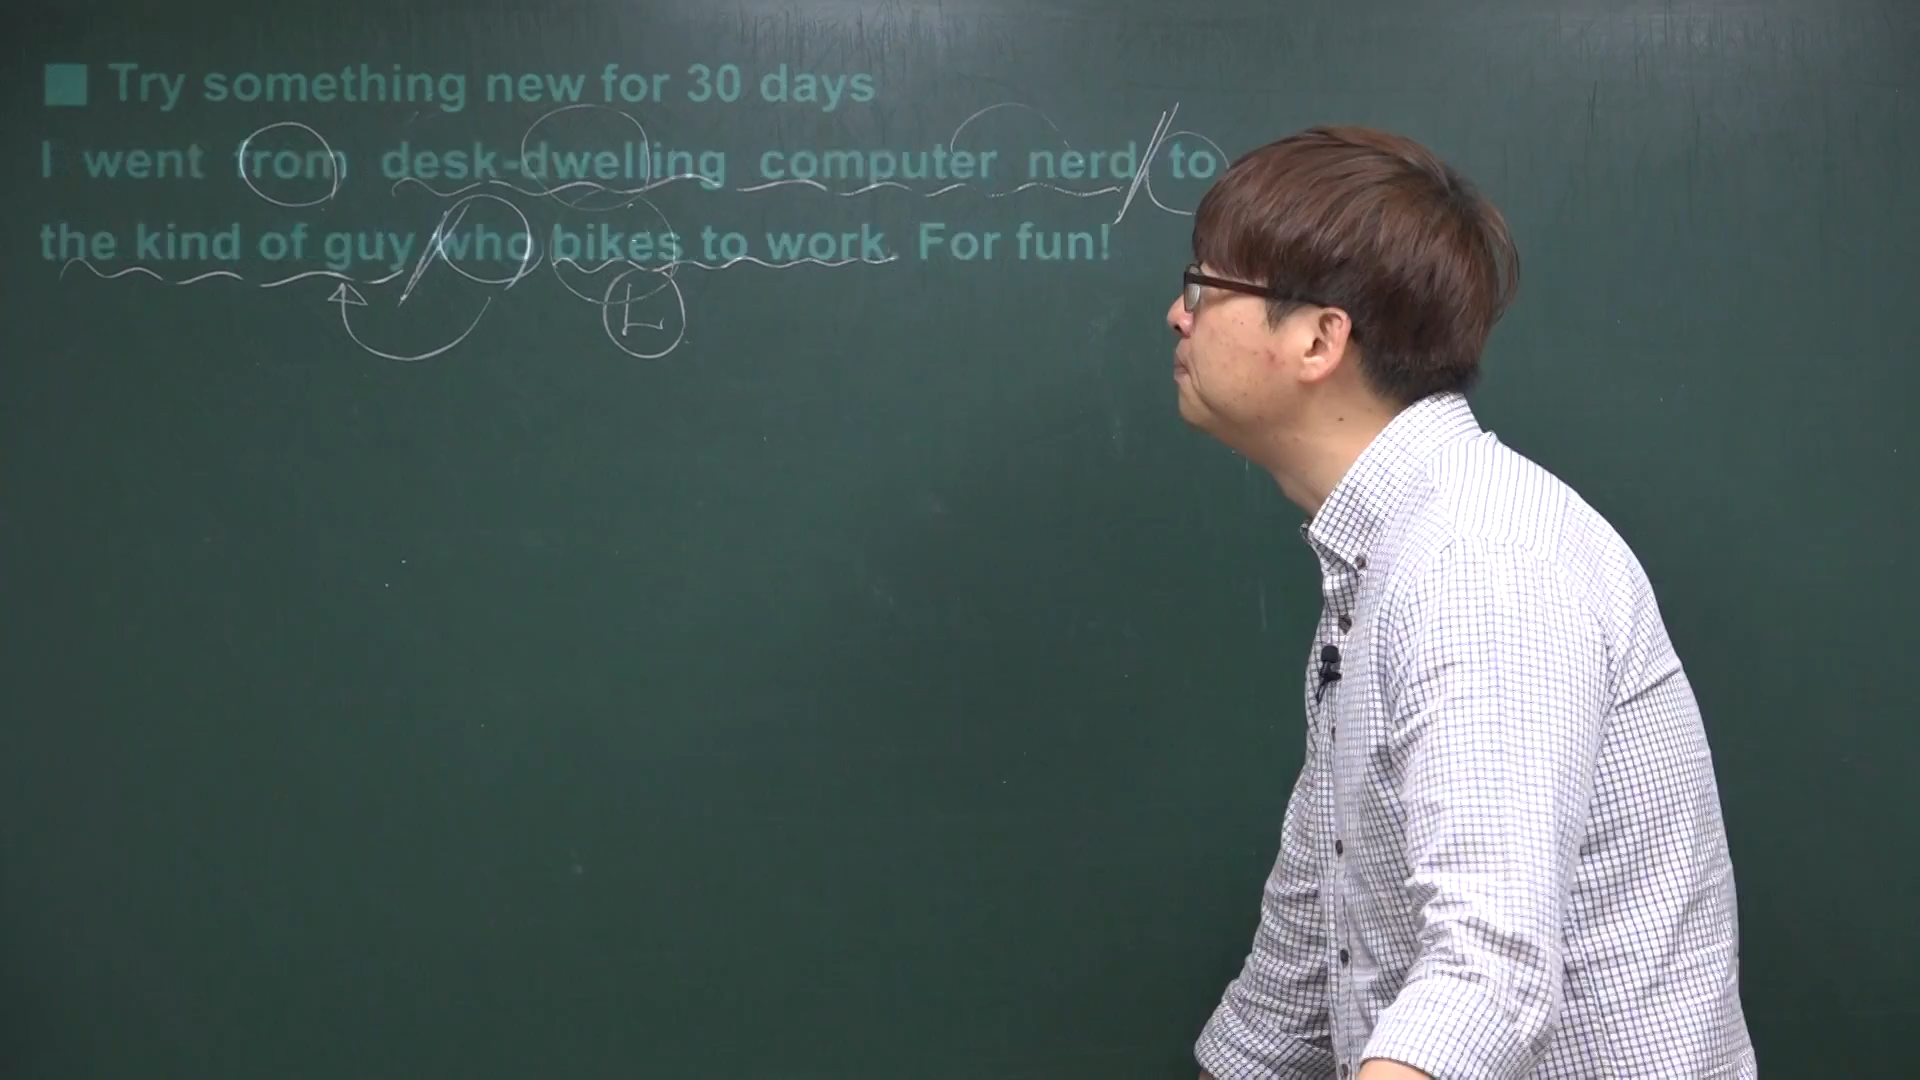 ■ Try something new for 30 days
I went from desk-dwelling computer nerd to
the kind of guy who bikes to work. For fun!
L